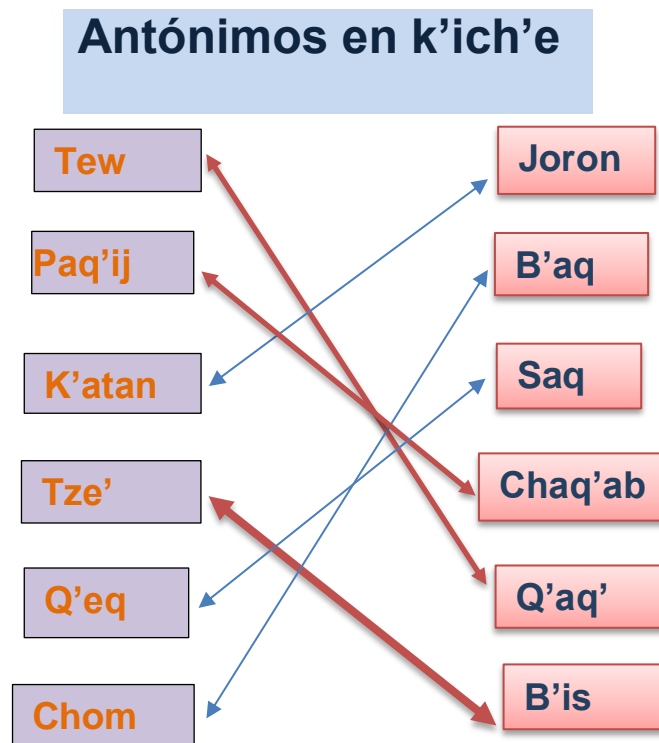 Antónimos en k’ich’e
Tew
Joron
Paq’ij
B’aq
K’atan
Saq
Tze’
Chaq’ab
Q’eq
Q’aq’
Chom
B’is